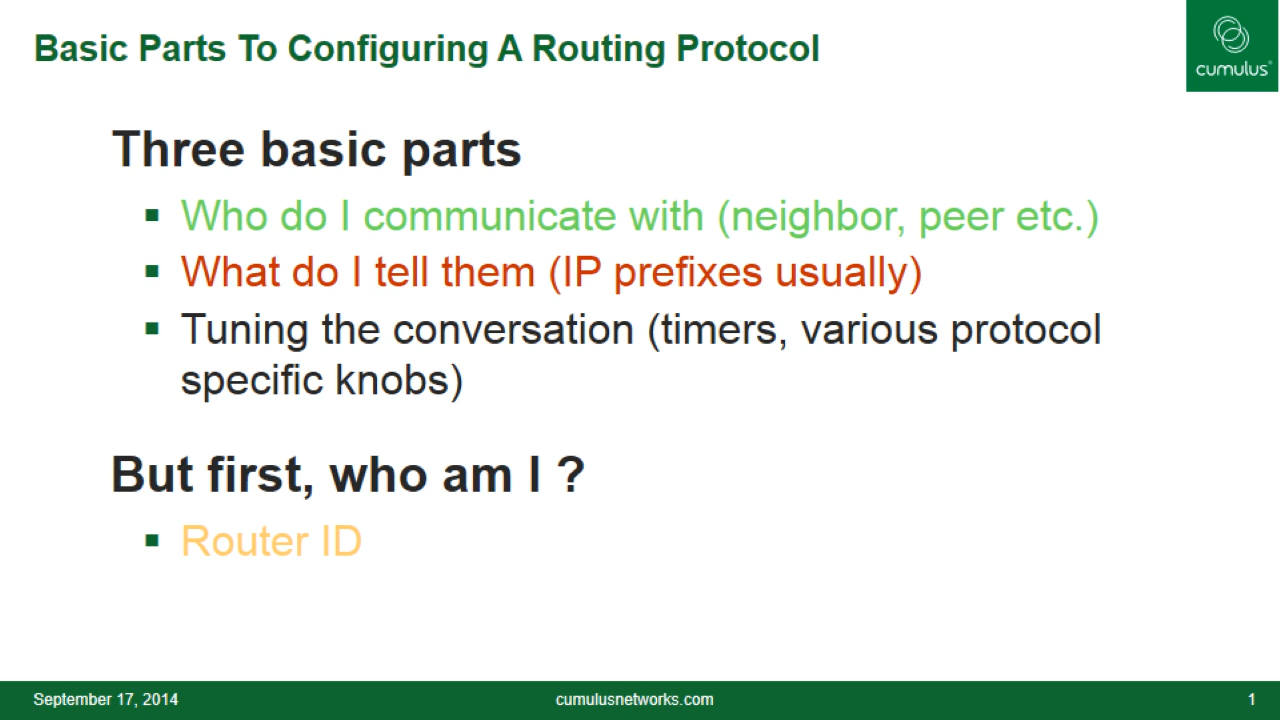 Basic Parts To Configuring A Routing Protocol
cumulus®
Three basic parts
▪ Who do I communicate with (neighbor, peer etc.)
▪ What do I tell them (IP prefixes usually)
▪ Tuning the conversation (timers, various protocol
specific knobs)
But first, who am I ?
▪ Router ID
September 17, 2014
cumulusnetworks.com
1